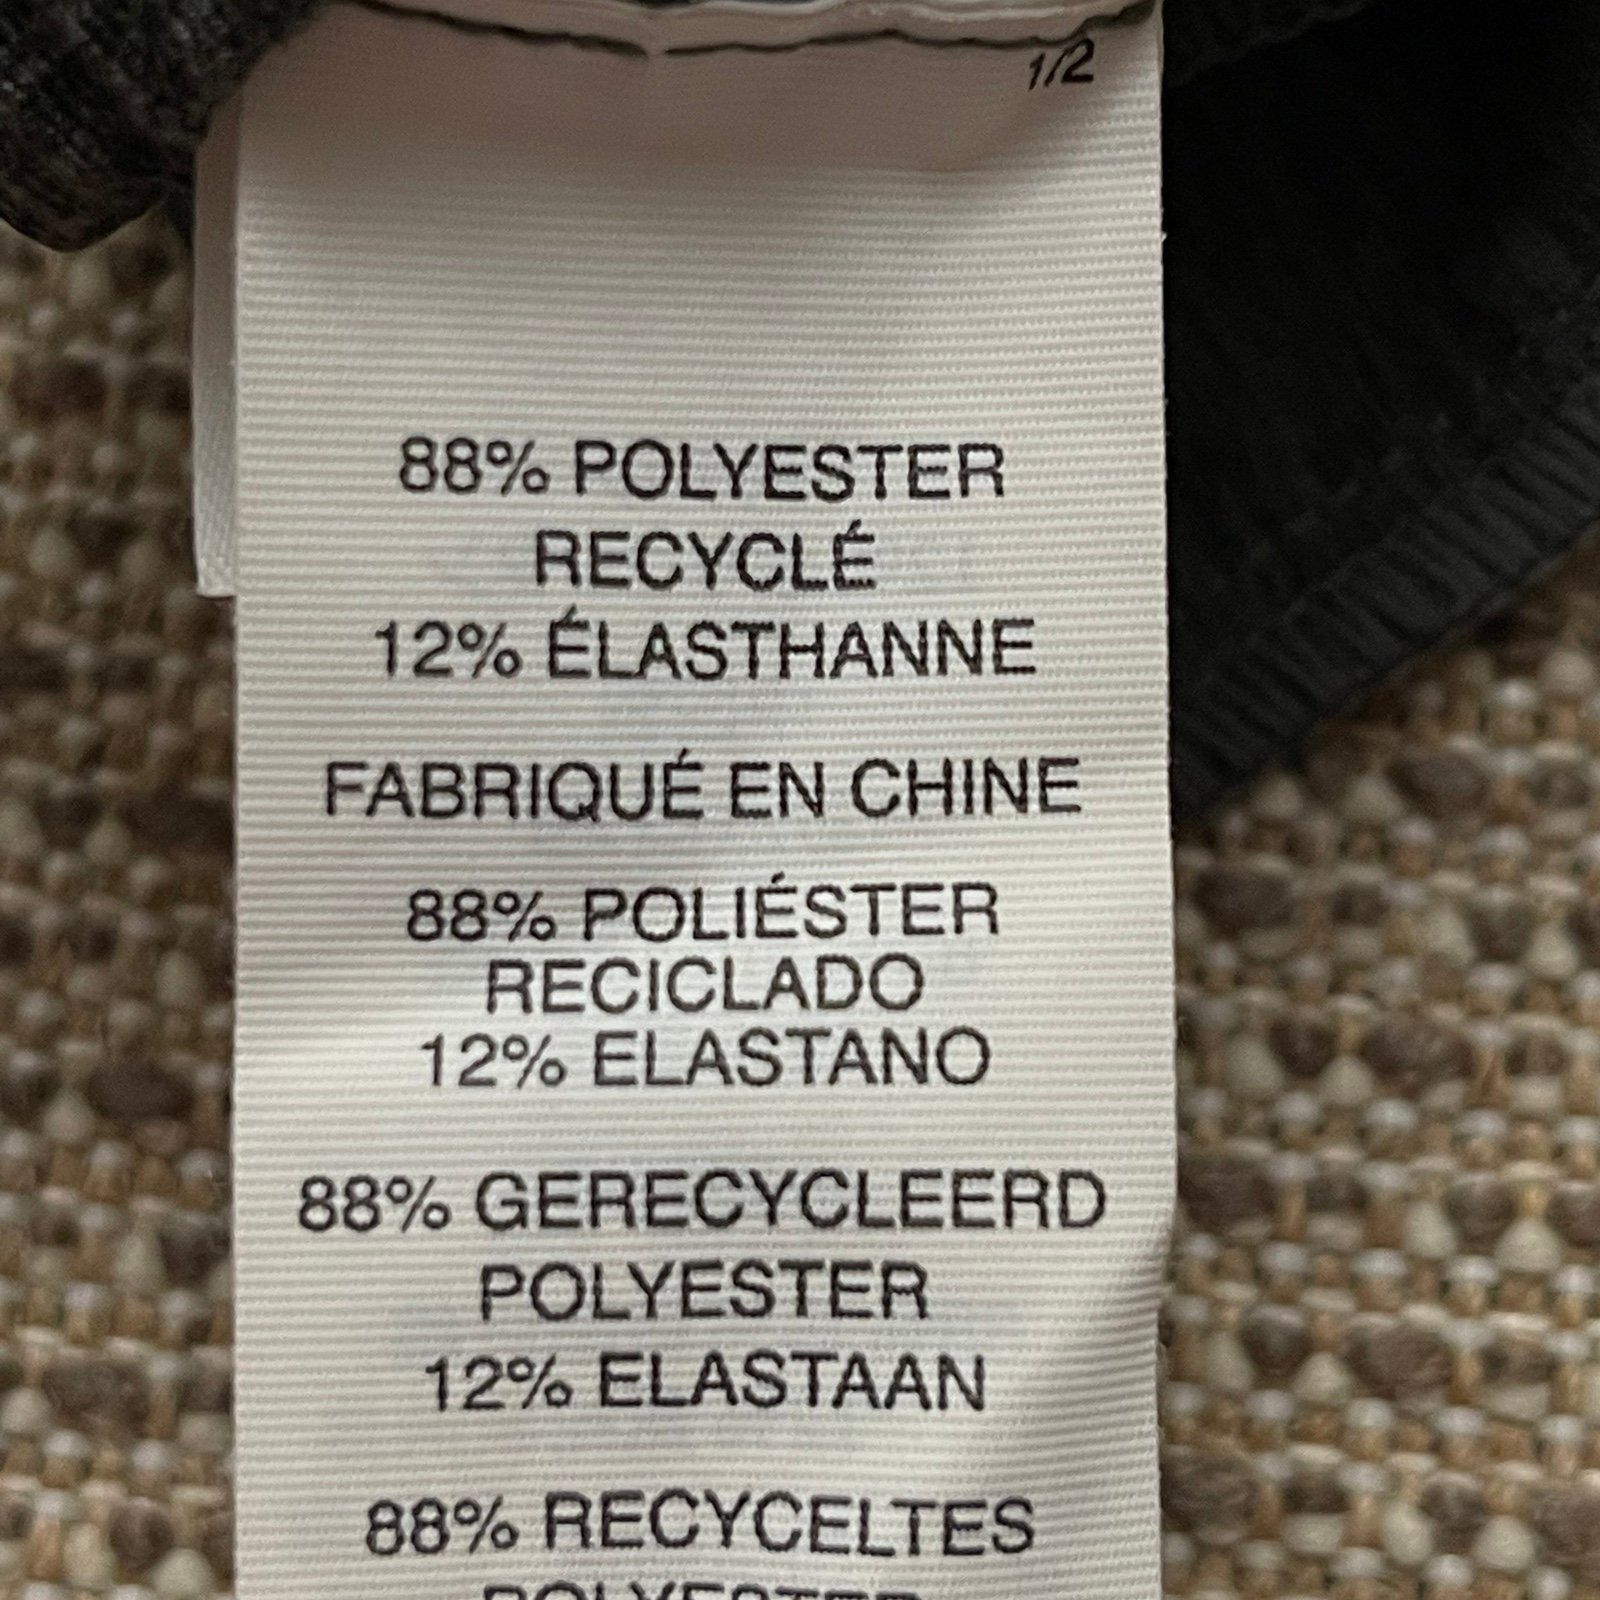 1/2
88% POLYESTER
RECYCLÉ
12% ÉLASTHANNE
FABRIQUÉ EN CHINE
88% POLIÉSTER
RECICLADO
12% ELASTANO
88% GERECYCLEERD
POLYESTER
12% ELASTAAN
88% RECYCELTES
POLYESTER